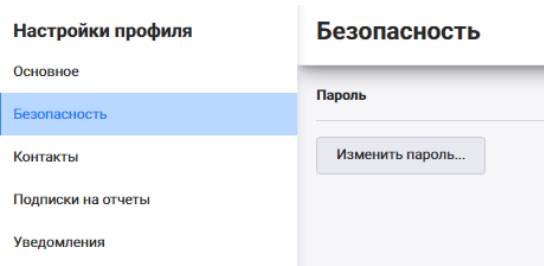 Настройки профиля
Основное
Безопасность
Контакты
Подписки на отчеты
Уведомления
Безопасность
Пароль
Изменить пароль...